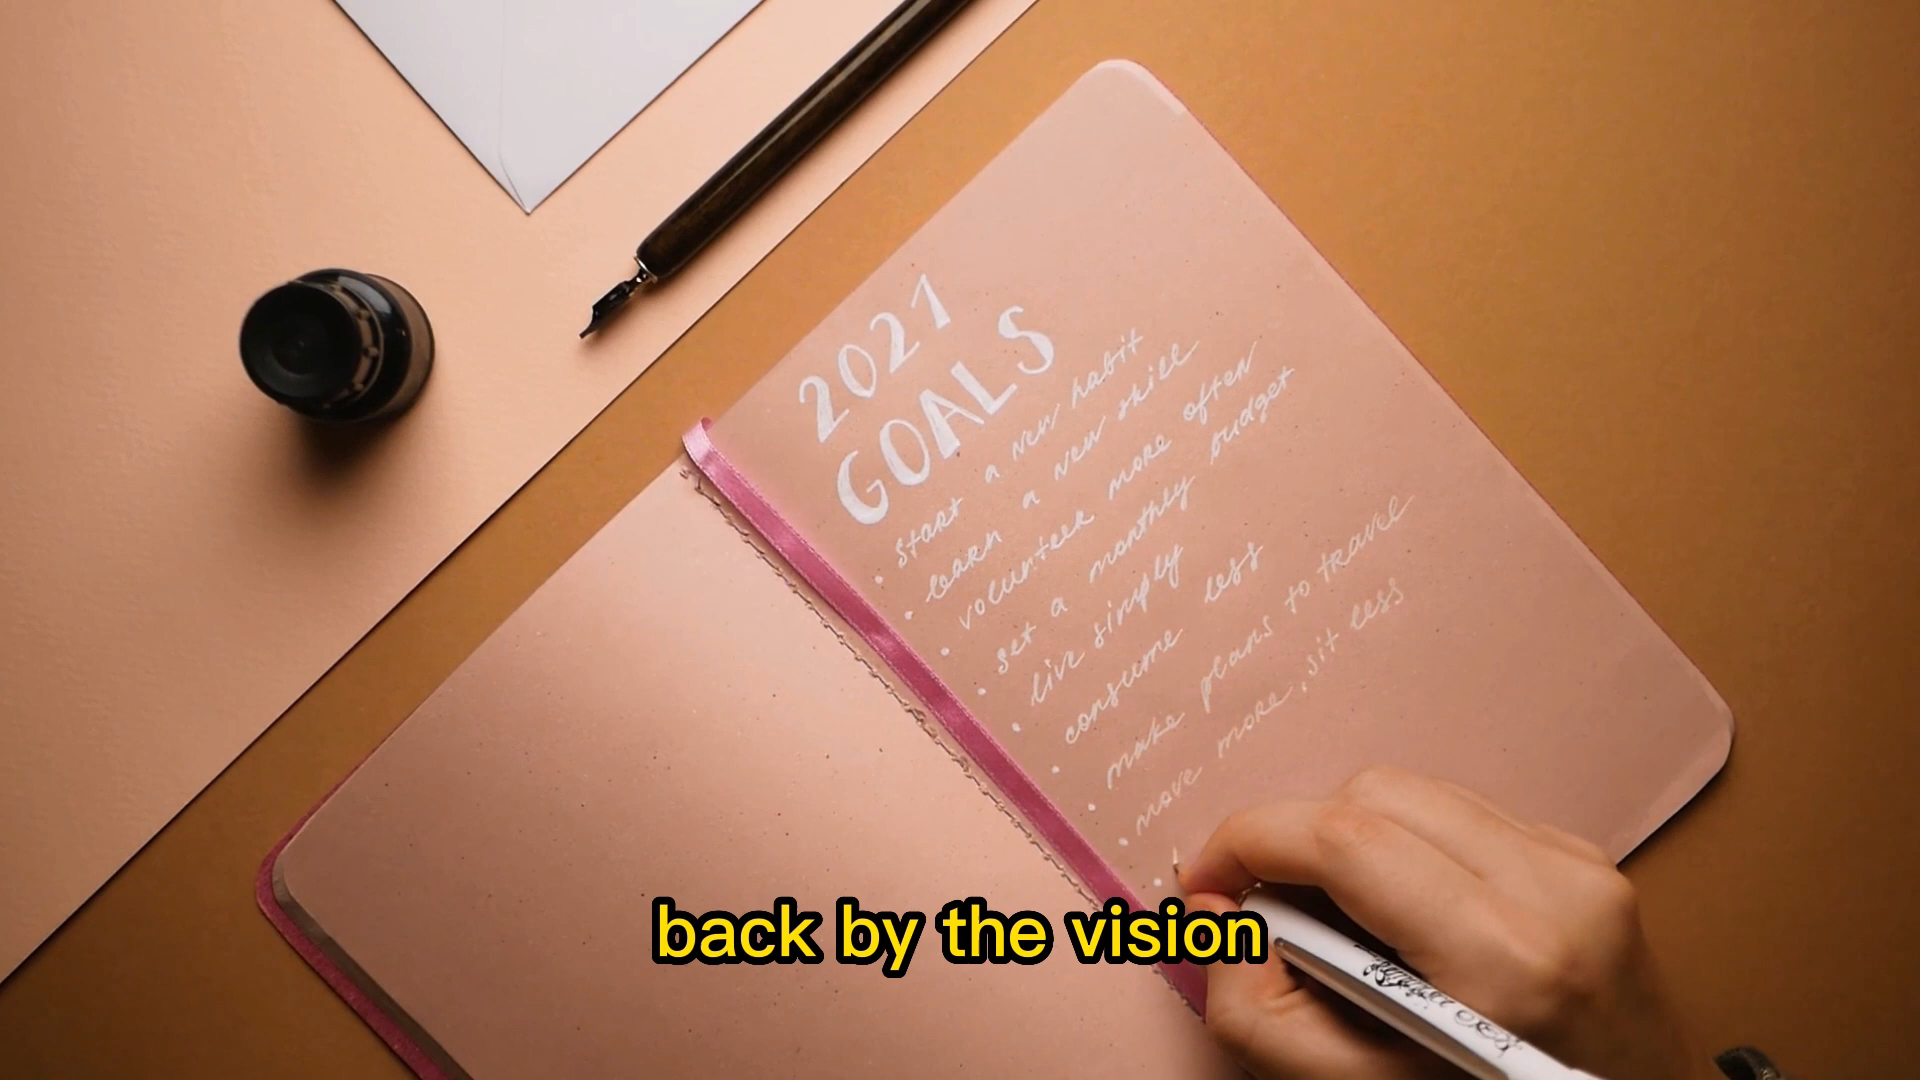 2021
GOALS
• start a new habit
• learn a new skill
• volunteer more often
• set a monthly budget
• live simply
• consume less
• make plans to travel
• move more, sit less
•
back by the vision